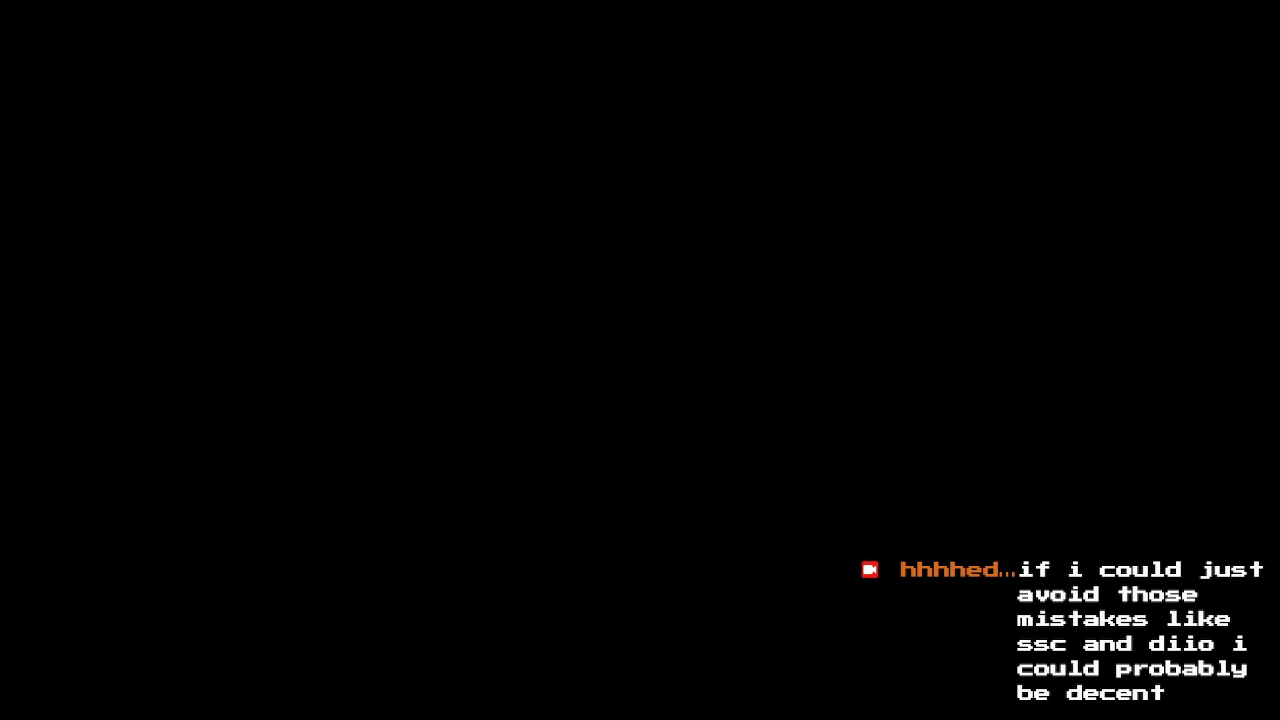 hhhhed...if i could just
avoid those
mistakes like
ssc and diio i
could probably
be decent